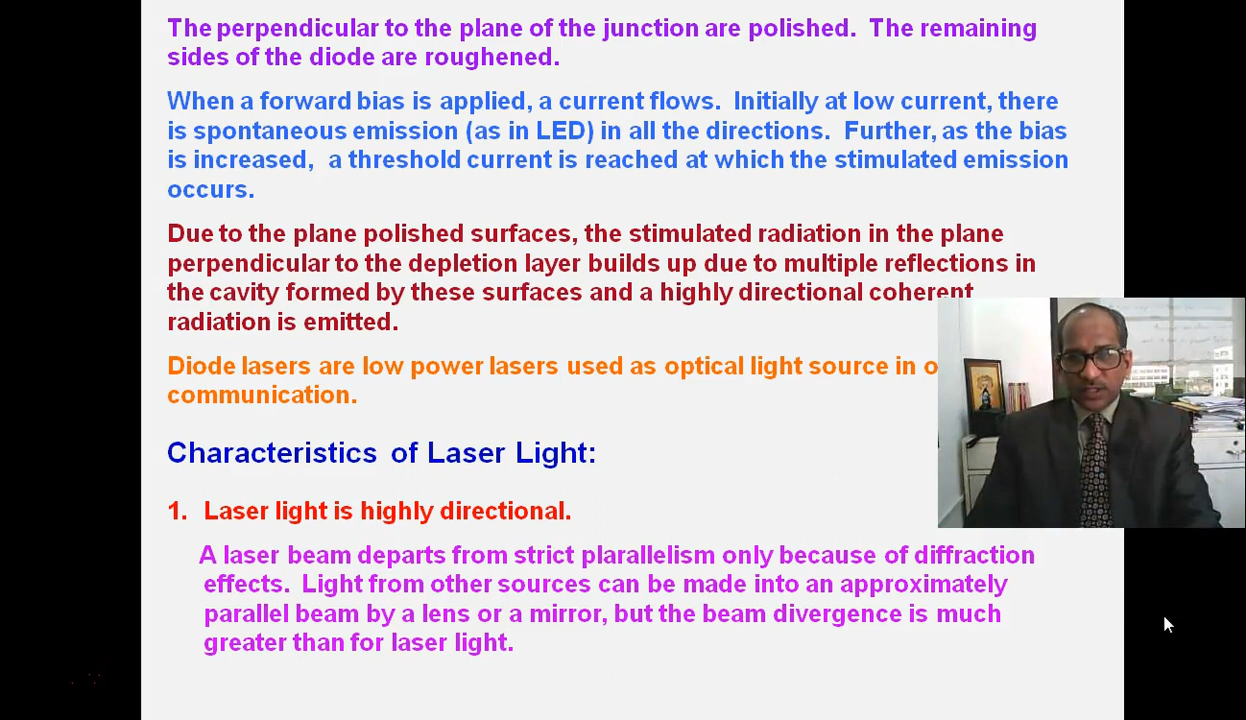 The perpendicular to the plane of the junction are polished. The remaining
sides of the diode are roughened.
When a forward bias is applied, a current flows. Initially at low current, there
is spontaneous emission (as in LED) in all the directions. Further, as the bias
is increased, a threshold current is reached at which the stimulated emission
occurs.
Due to the plane polished surfaces, the stimulated radiation in the plane
perpendicular to the depletion layer builds up due to multiple reflections in
the cavity formed by these surfaces and a highly directional coherent
radiation is emitted.
Diode lasers are low power lasers used as optical light source in
communication.
Characteristics of Laser Light:
1. Laser light is highly directional.
A laser beam departs from strict plarallelism only because of diffraction
effects. Light from other sources can be made into an approximately
parallel beam by a lens or a mirror, but the beam divergence is much
greater than for laser light.